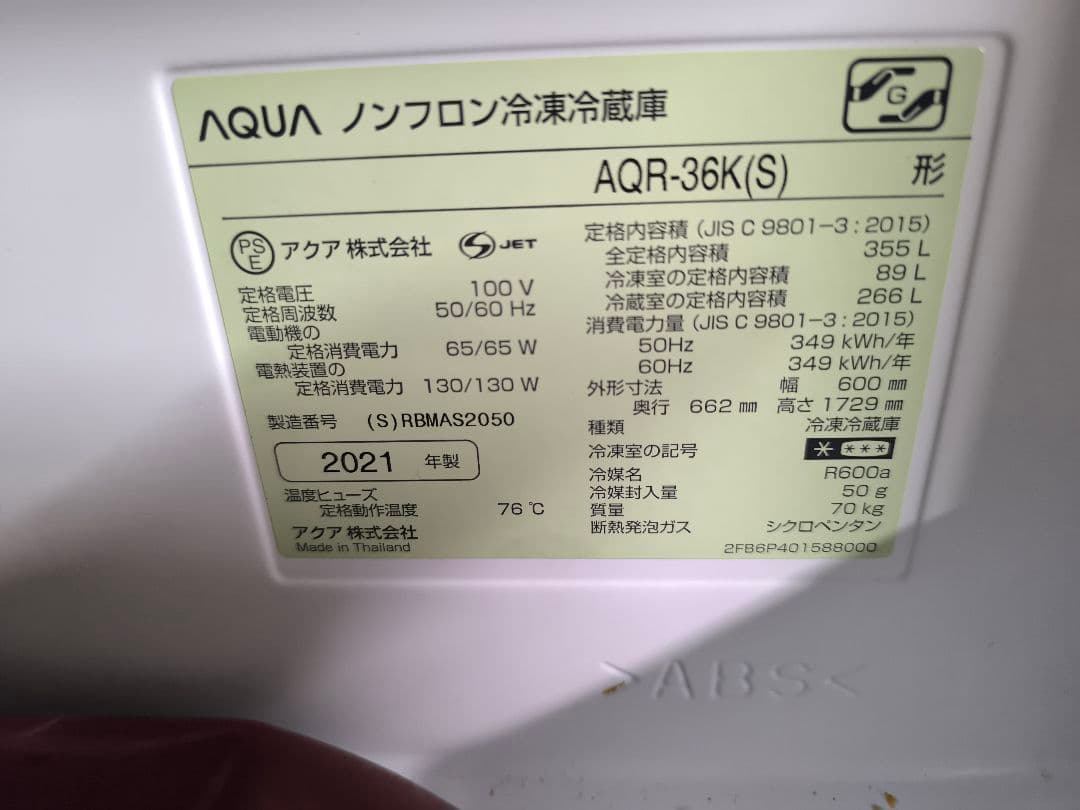 AQUA ノンフロン冷凍冷蔵庫
G
AQR-36K(S) 形
PS
E
アクア 株式会社 JET
定格電圧 100 V
定格周波数 50/60 Hz
電動機の
定格消費電力 65/65 W
電熱装置の
定格消費電力 130/130 W
製造番号 (S)RBMAS2050
2021 年製
温度ヒューズ
定格動作温度 76 ℃
アクア 株式会社
Made in Thailand
定格内容積 (JIS C 9801-3:2015)
全定格内容積 355 L
冷凍室の定格内容積 89 L
冷蔵室の定格内容積 266 L
消費電力量 (JIS C 9801-3:2015)
50Hz 349 kWh/年
60Hz 349 kWh/年
外形寸法 幅 600 ㎜
奥行 662 ㎜ 高さ 1729 ㎜
種類 冷凍冷蔵庫
冷凍室の記号 * ***
冷媒名 R600a
冷媒封入量 50 g
質量 70 kg
断熱発泡ガス シクロペンタン
2FB6P401588000
>ABS<